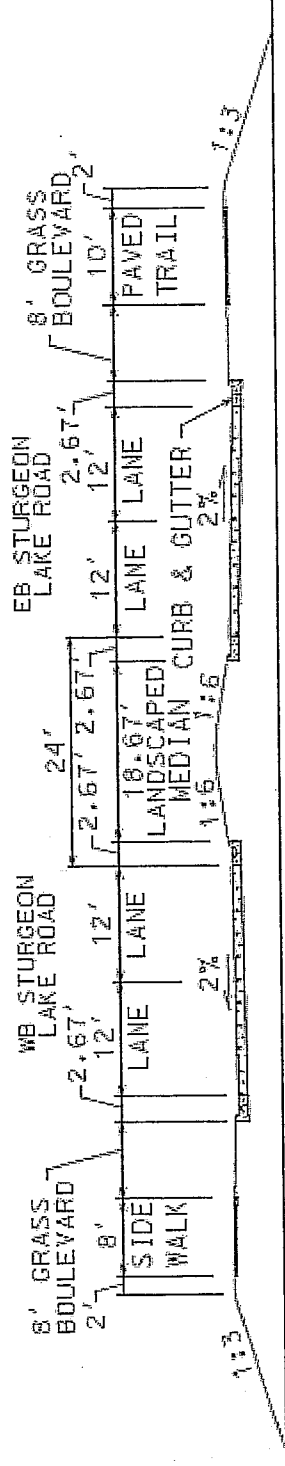 WB STURGEON
LAKE ROAD
EB STURGEON
LAKE ROAD
8' GRASS
BOULEVARD
8' GRASS
BOULEVARD
24'
2'
8'
2.67'
12'
12'
2.67'
2.67'
12'
12'
2.67'
10'
2'
SIDE
WALK
LANE
LANE
18.67'
LANDSCAPED
MEDIAN
LANE
LANE
PAVED
TRAIL
CURB & GUTTER
1:3
2%
1:6
1:6
2%
1:3